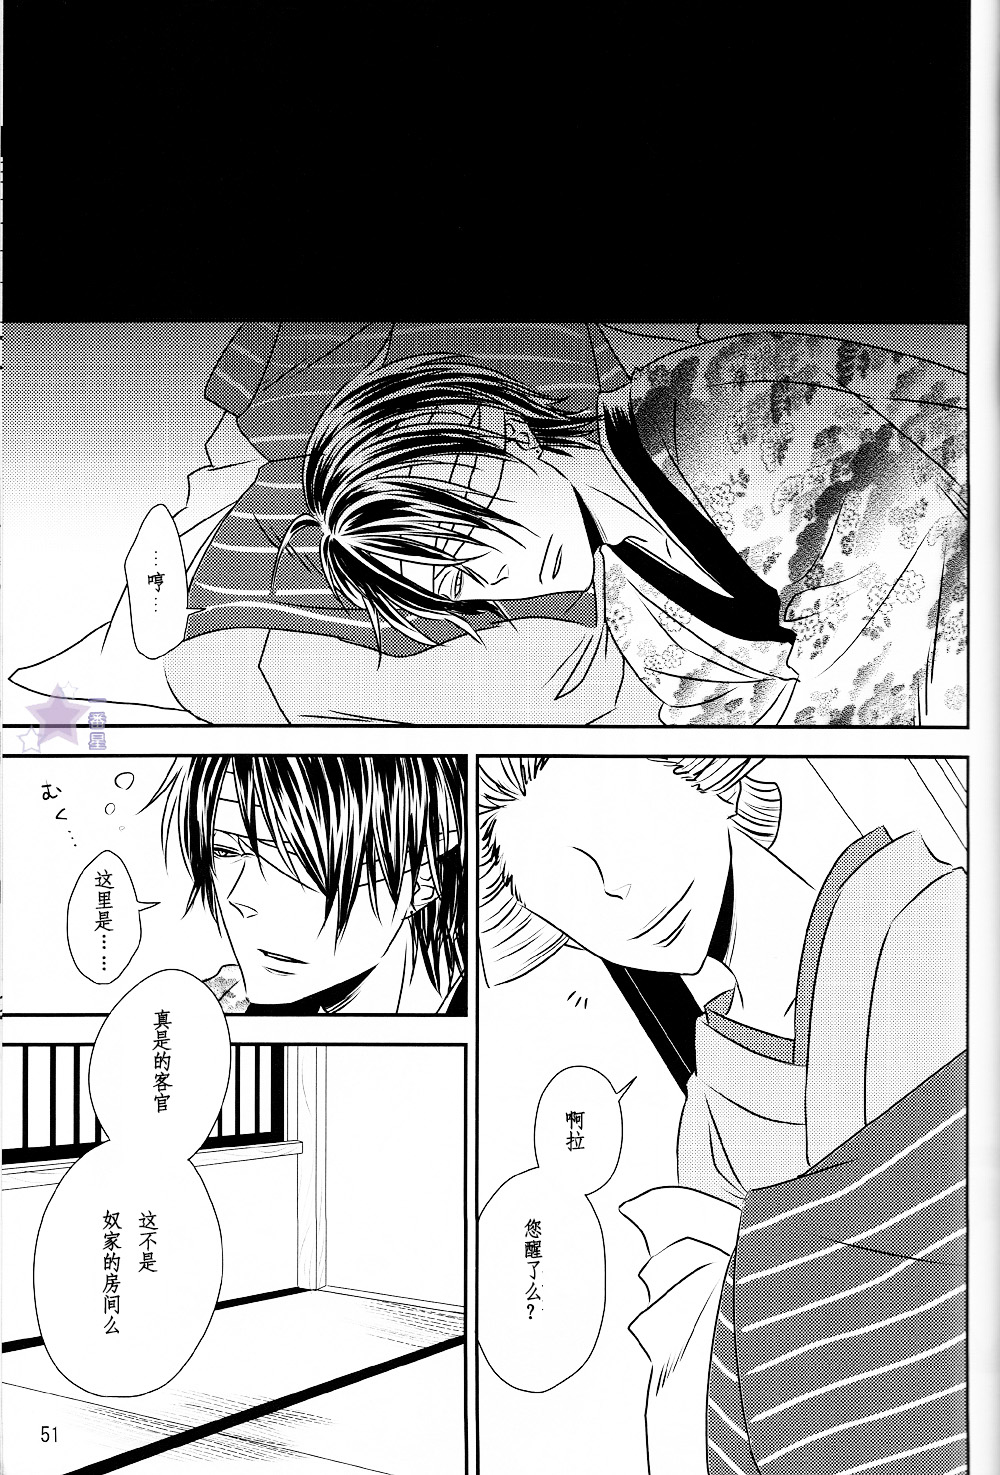 …哼…
一番星
啊拉
您醒了么?
むく…
这里是……
真是的客官
这不是
奴家的房间么
51